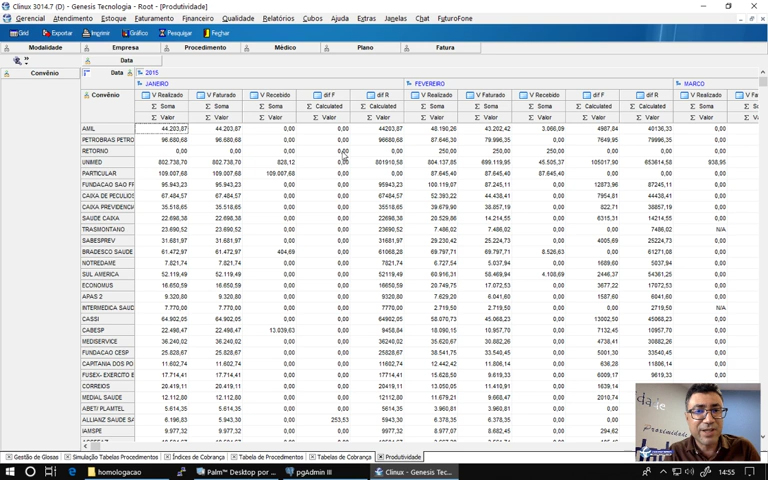 Clinux 3014.7 (D) - Genesis Tecnologia - Root - [Produtividade]
Gerencial Atendimento Estoque Faturamento Financeiro Qualidade Relatórios Cubos Ajuda Extras Janelas Chat FuturoFone
Grid Exportar Imprimir Gráfico Pesquisar Fechar
Modalidade Empresa Procedimento Médico Plano Fatura
Data
Convênio Data 2015
JANEIRO FEVEREIRO MARCO
Convênio V Realizado V Faturado V Recebido dif F dif R V Realizado V Faturado V Recebido dif F dif R V Realizado V Fa
Soma Soma Soma Calculated Calculated Soma Soma Soma Calculated Calculated Soma
Valor Valor Valor Valor Valor Valor Valor Valor Valor Valor Valor
AMIL 44.203,87 44.203,87 0,00 0,00 44203,87 48.190,26 43.202,42 3.066,09 4987,84 40136,33 0,00
PETROBRAS PETRO 96.680,68 96.680,68 0,00 0,00 96680,68 87.646,30 79.996,35 0,00 7649,95 79996,35 0,00
RETORNO 0,00 0,00 0,00 0,00 0,00 250,00 250,00 250,00 0,00 0,00 0,00
UNIMED 802.738,70 802.738,70 828,12 0,00 801910,58 804.137,85 699.119,95 45.505,37 105017,90 653614,58 938,95
PARTICULAR 109.007,68 109.007,68 109.007,68 0,00 0,00 87.645,40 87.645,40 87.645,40 0,00 0,00 0,00
FUNDACAO SAO FR 95.943,23 95.943,23 0,00 0,00 95943,23 100.119,07 87.245,11 0,00 12873,96 87245,11 0,00
CAIXA DE PECULIOS 67.484,57 67.484,57 0,00 0,00 67484,57 52.393,22 44.438,41 0,00 7954,81 44438,41 0,00
CAIXA PREVIDENCIA 35.518,65 35.518,65 0,00 0,00 35518,65 39.679,90 38.857,19 0,00 822,71 38857,19 0,00
SAUDE CAIXA 22.698,38 22.698,38 0,00 0,00 22698,38 20.529,86 14.214,55 0,00 6315,31 14214,55 0,00
TRASMONTANO 23.690,52 23.690,52 0,00 0,00 23690,52 7.486,02 7.486,02 0,00 0,00 7486,02 N/A
SABESPREV 31.681,97 31.681,97 0,00 0,00 31681,97 29.230,42 25.224,73 0,00 4005,69 25224,73 0,00
BRADESCO SAUDE 61.472,97 61.472,97 404,69 0,00 61068,28 69.797,71 69.797,71 8.526,63 0,00 61271,08 0,00
NOTREDAME 7.821,74 7.821,74 0,00 0,00 7821,74 6.727,54 5.037,94 0,00 1689,60 5037,94 0,00
SUL AMERICA 52.119,49 52.119,49 0,00 0,00 52119,49 60.916,31 58.469,94 4.108,69 2446,37 54361,25 0,00
ECONOMUS 16.650,59 16.650,59 0,00 0,00 16650,59 20.749,75 17.072,53 0,00 3677,22 17072,53 0,00
APAS 2 9.320,80 9.320,80 0,00 0,00 9320,80 7.629,20 6.041,60 0,00 1587,60 6041,60 0,00
INTERMEDICA SAUD 7.770,00 7.770,00 0,00 0,00 7770,00 2.719,50 2.719,50 0,00 0,00 2719,50 N/A
CASSI 64.902,05 64.902,05 0,00 0,00 64902,05 58.070,73 45.068,23 0,00 13002,50 45068,23 0,00
CABESP 22.498,47 22.498,47 13.039,63 0,00 9458,84 18.090,15 10.957,70 0,00 7132,45 10957,70 0,00
MEDISERVICE 36.240,02 36.240,02 0,00 0,00 36240,02 35.620,67 30.882,26 0,00 4738,41 30882,26 0,00
FUNDACAO CESP 25.828,67 25.828,67 0,00 0,00 25828,67 38.541,75 33.540,45 0,00 5001,30 33540,45 0,00
CAPITANIA DOS PO 11.602,74 11.602,74 0,00 0,00 11602,74 12.442,42 11.806,14 0,00 636,28 11806,14 0,00
FUSEX- EXERCITO E 17.714,41 17.714,41 0,00 0,00 17714,41 15.628,50 9.619,33 0,00 6009,17 9619,33
CORREIOS 20.419,11 20.419,11 0,00 0,00 20419,11 13.050,05 11.410,91 0,00 1639,14
MEDIAL SAUDE 12.112,80 12.112,80 0,00 0,00 12112,80 11.679,02 9.668,47 0,00 2010,74
ABET/ PLAMTEL 5.614,35 5.614,35 0,00 0,00 5614,35 3.960,81 3.960,81 0,00 0,00
ALLIANZ SAUDE SA 6.196,83 5.943,30 0,00 253,53 5943,30 6.378,35 6.378,35 0,00 0,00
IAMSPE 8.977,32 8.977,32 0,00 0,00 8977,32 8.377,07 8.082,45 0,00 294,62
Gestão de Glosas Simulação Tabelas Procedimentos Índices de Cobrança Tabelas de Procedimentos Tabelas de Cobrança Produtividade
homologacao Palm™ Desktop por ... pgAdmin III Clinux - Genesis Tec... 14:55